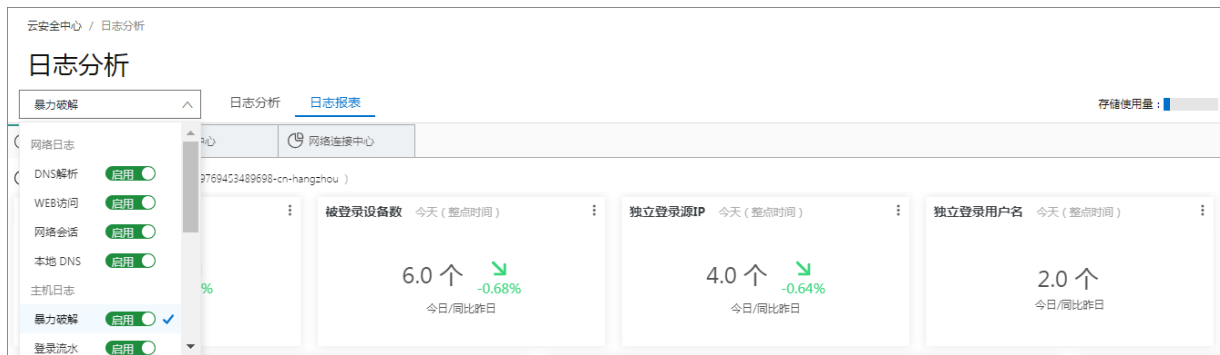 云安全中心 / 日志分析
日志分析
暴力破解 日志分析 日志报表 存储使用量：
网络日志
中心 网络连接中心
DNS解析 启用
9769453489698-cn-hangzhou ）
WEB访问 启用
网络会话 启用
本地 DNS 启用
主机日志
暴力破解 启用
登录流水 启用
%
被登录设备数 今天 ( 整点时间 )
6.0 个
-0.68%
今日/同比昨日
独立登录源IP 今天 ( 整点时间 )
4.0 个
-0.64%
今日/同比昨日
独立登录用户名 今天 ( 整点时间 )
2.0 个
今日/同比昨日